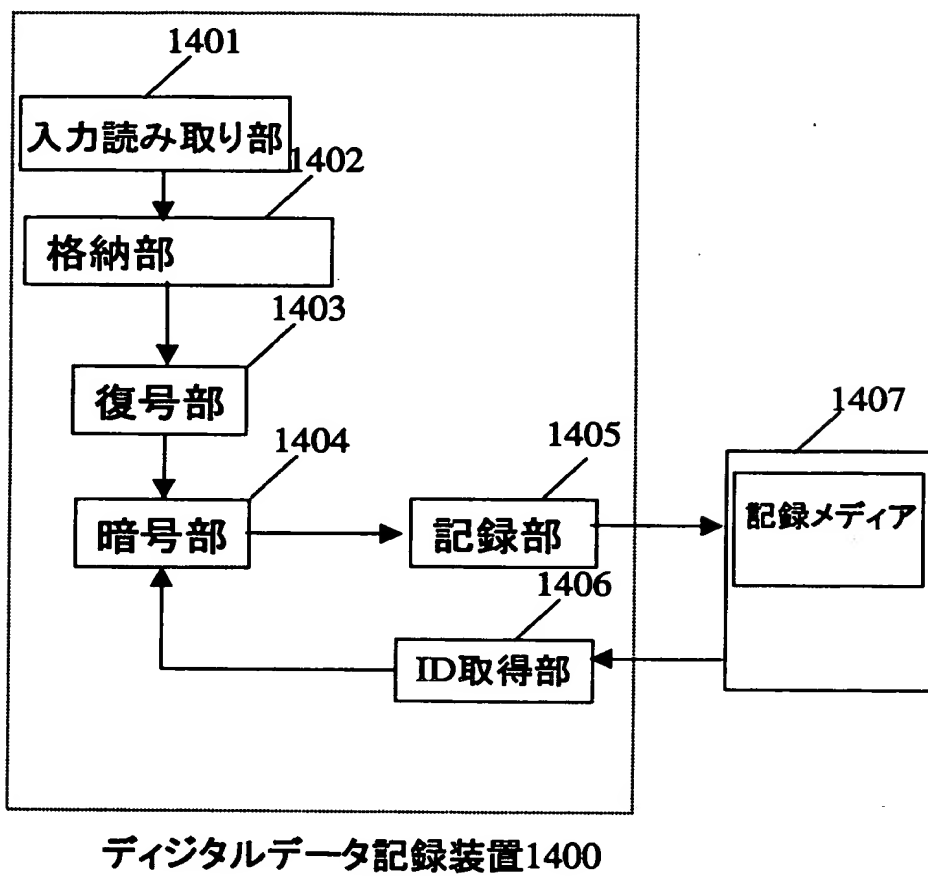 1401
入力読み取り部
1402
格納部
1403
復号部
1404
暗号部
1405
記録部
1406
ID取得部
1407
記録メディア
ディジタルデータ記録装置1400